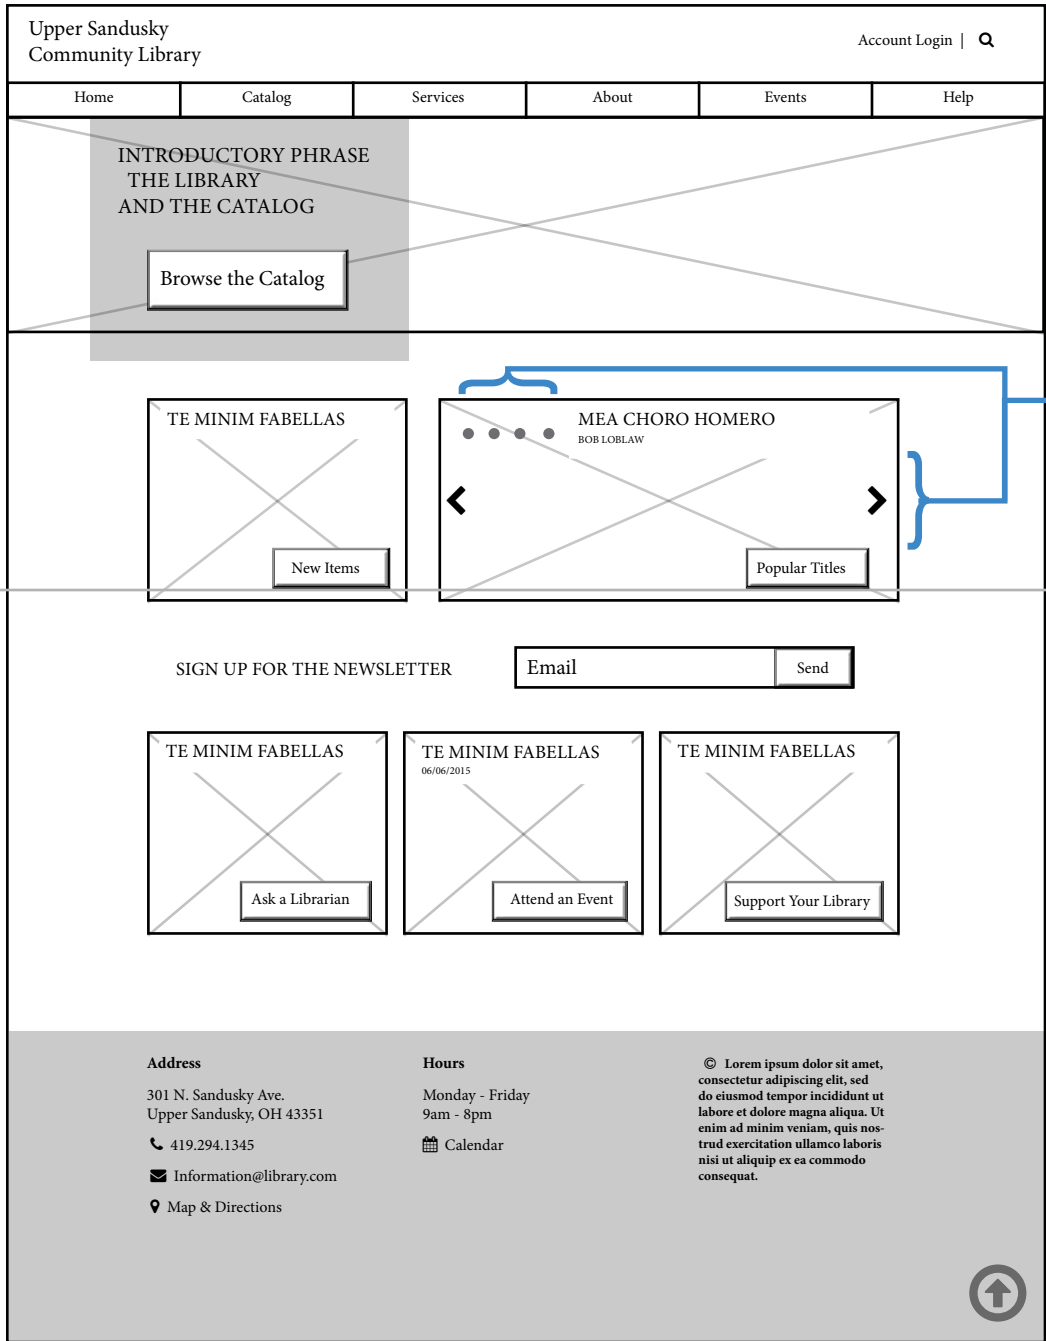 Upper Sandusky
Community Library
Account Login |
Home
Catalog
Services
About
Events
Help
INTRODUCTORY PHRASE
THE LIBRARY
AND THE CATALOG
Browse the Catalog
TE MINIM FABELLAS
New Items
MEA CHORO HOMERO
BOB LOBLAW
Popular Titles
SIGN UP FOR THE NEWSLETTER
Email
Send
TE MINIM FABELLAS
Ask a Librarian
TE MINIM FABELLAS
06/06/2015
Attend an Event
TE MINIM FABELLAS
Support Your Library
Address
301 N. Sandusky Ave.
Upper Sandusky, OH 43351
419.294.1345
Information@library.com
Map & Directions
Hours
Monday - Friday
9am - 8pm
Calendar
© Lorem ipsum dolor sit amet,
consectetur adipiscing elit, sed
do eiusmod tempor incididunt ut
labore et dolore magna aliqua. Ut
enim ad minim veniam, quis nos-
trud exercitation ullamco laboris
nisi ut aliquip ex ea commodo
consequat.